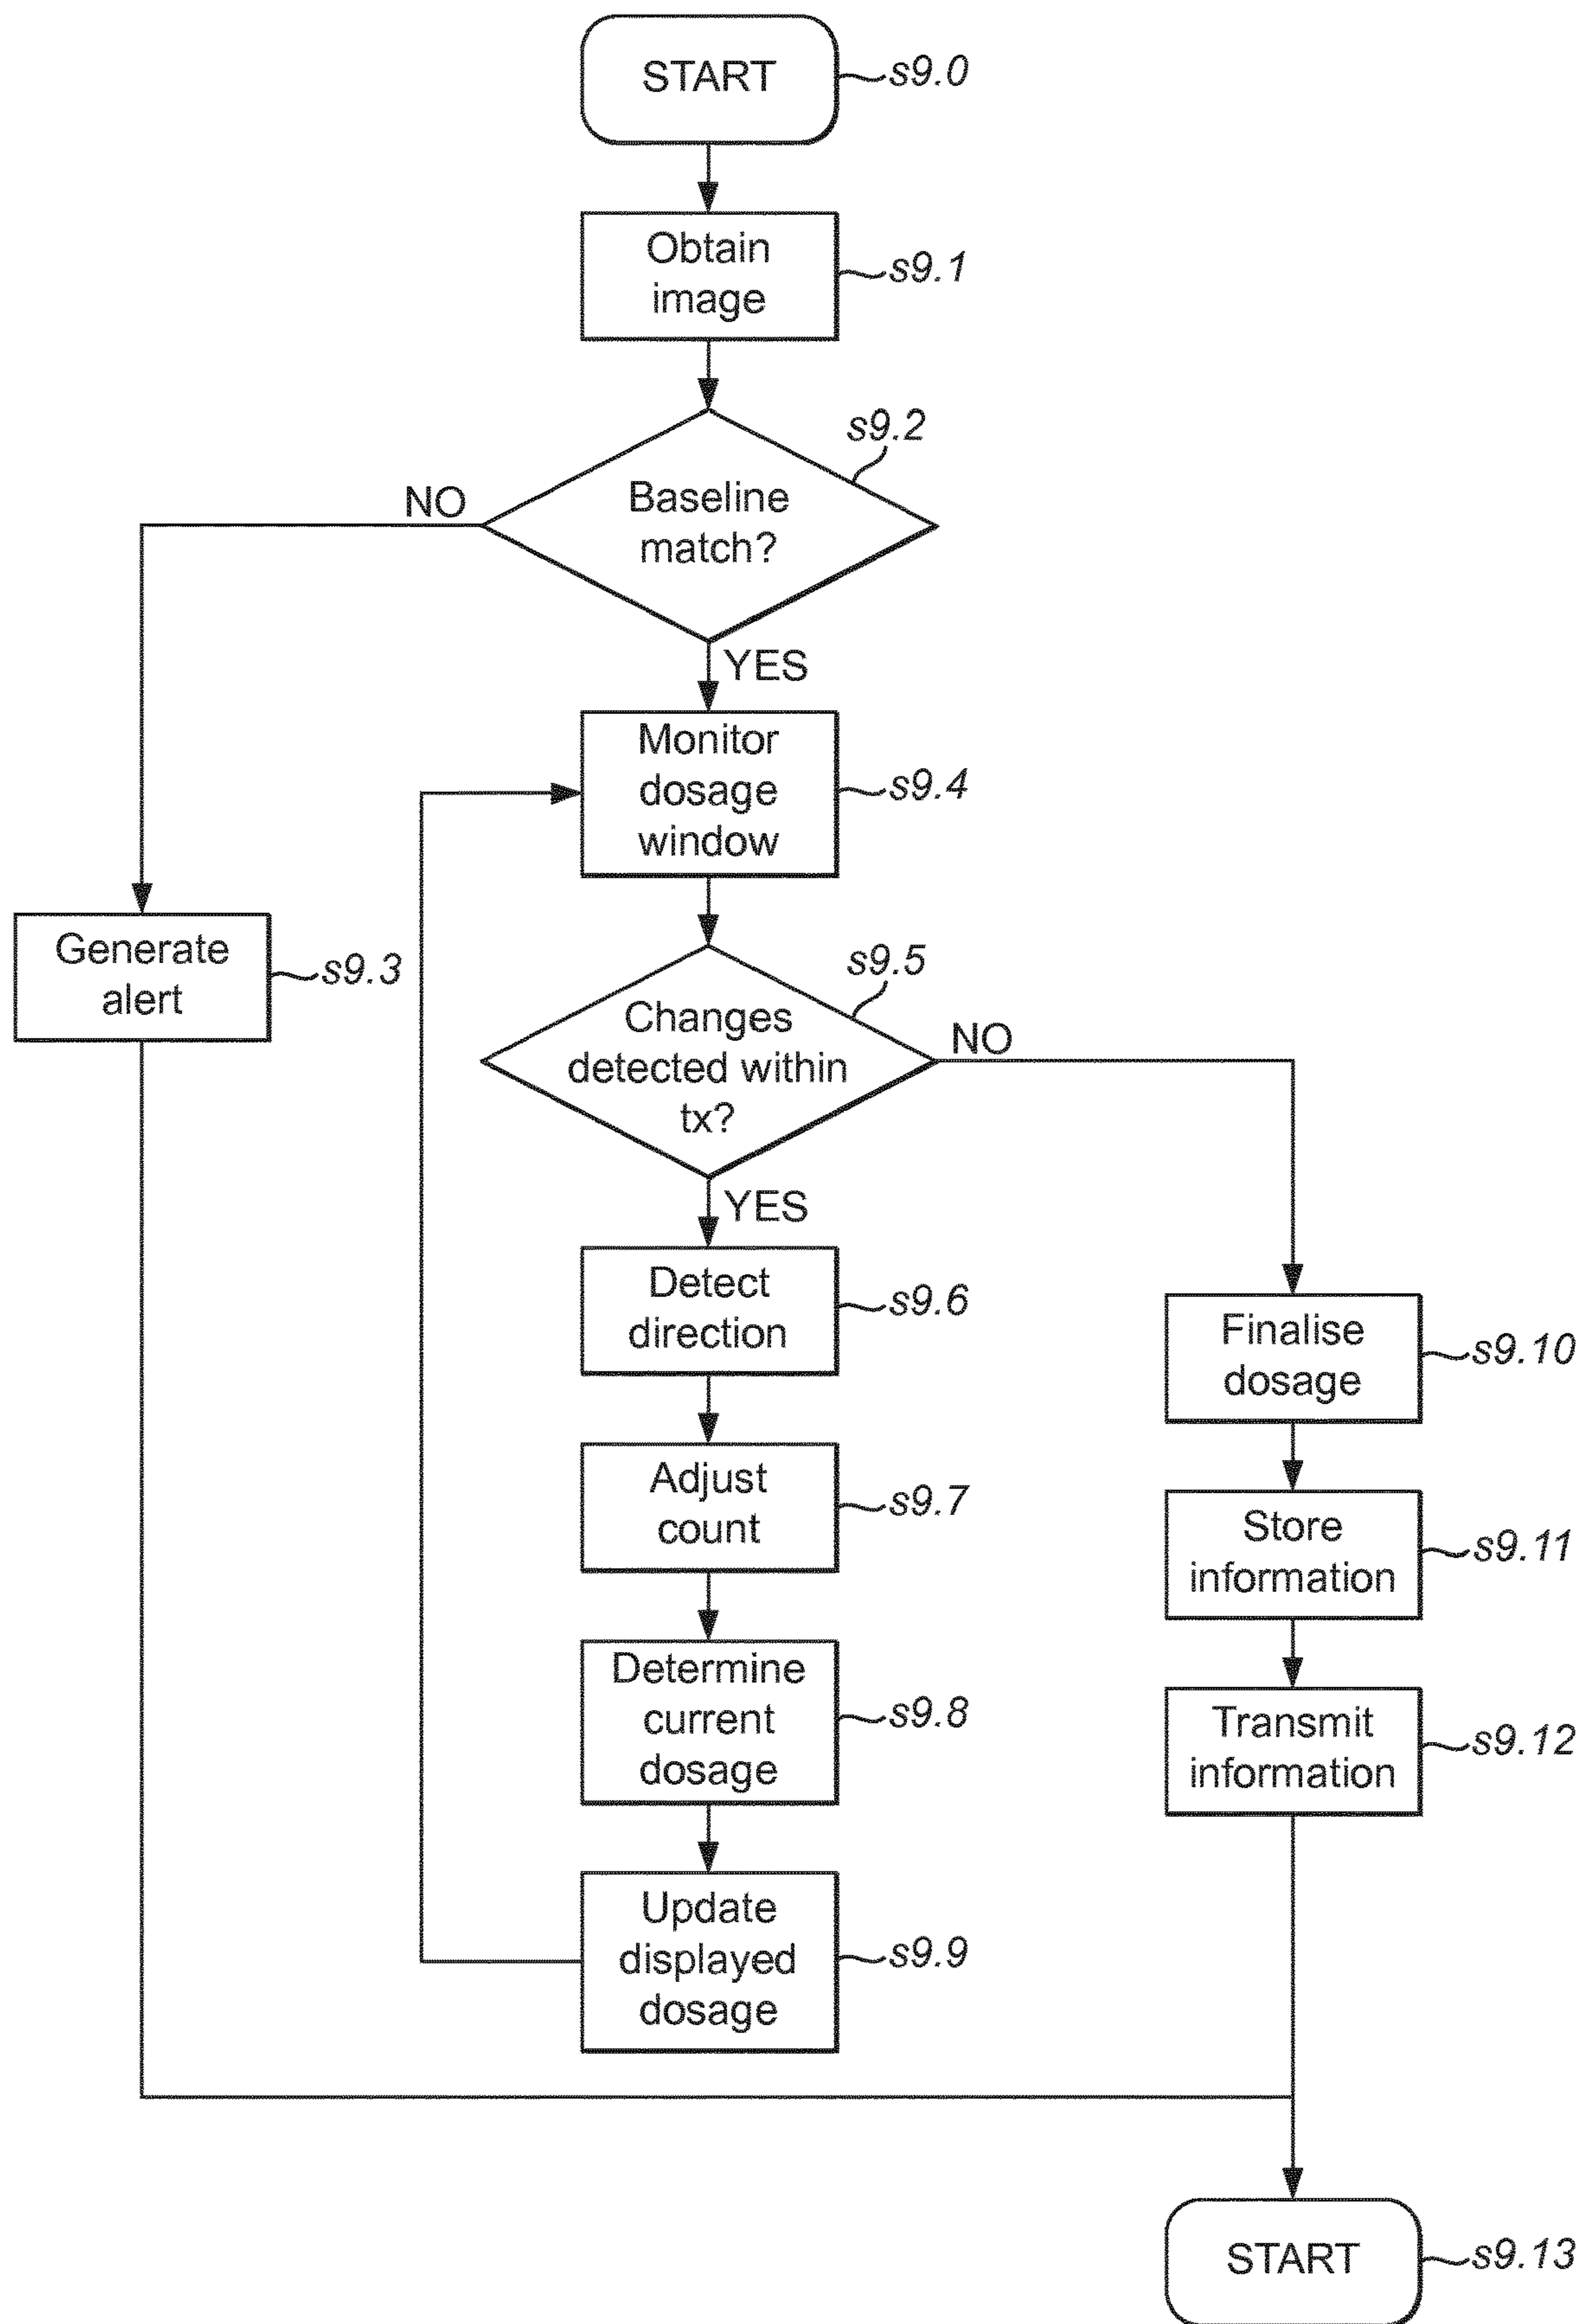 START
s9.0
Obtain
image
s9.1
s9.2
Baseline
match?
NO
YES
Monitor
dosage
window
s9.4
Generate
alert
s9.3
s9.5
Changes
detected within
tx?
NO
YES
Detect
direction
s9.6
Finalise
dosage
s9.10
Adjust
count
s9.7
Store
information
s9.11
Determine
current
dosage
s9.8
Transmit
information
s9.12
Update
displayed
dosage
s9.9
START
s9.13